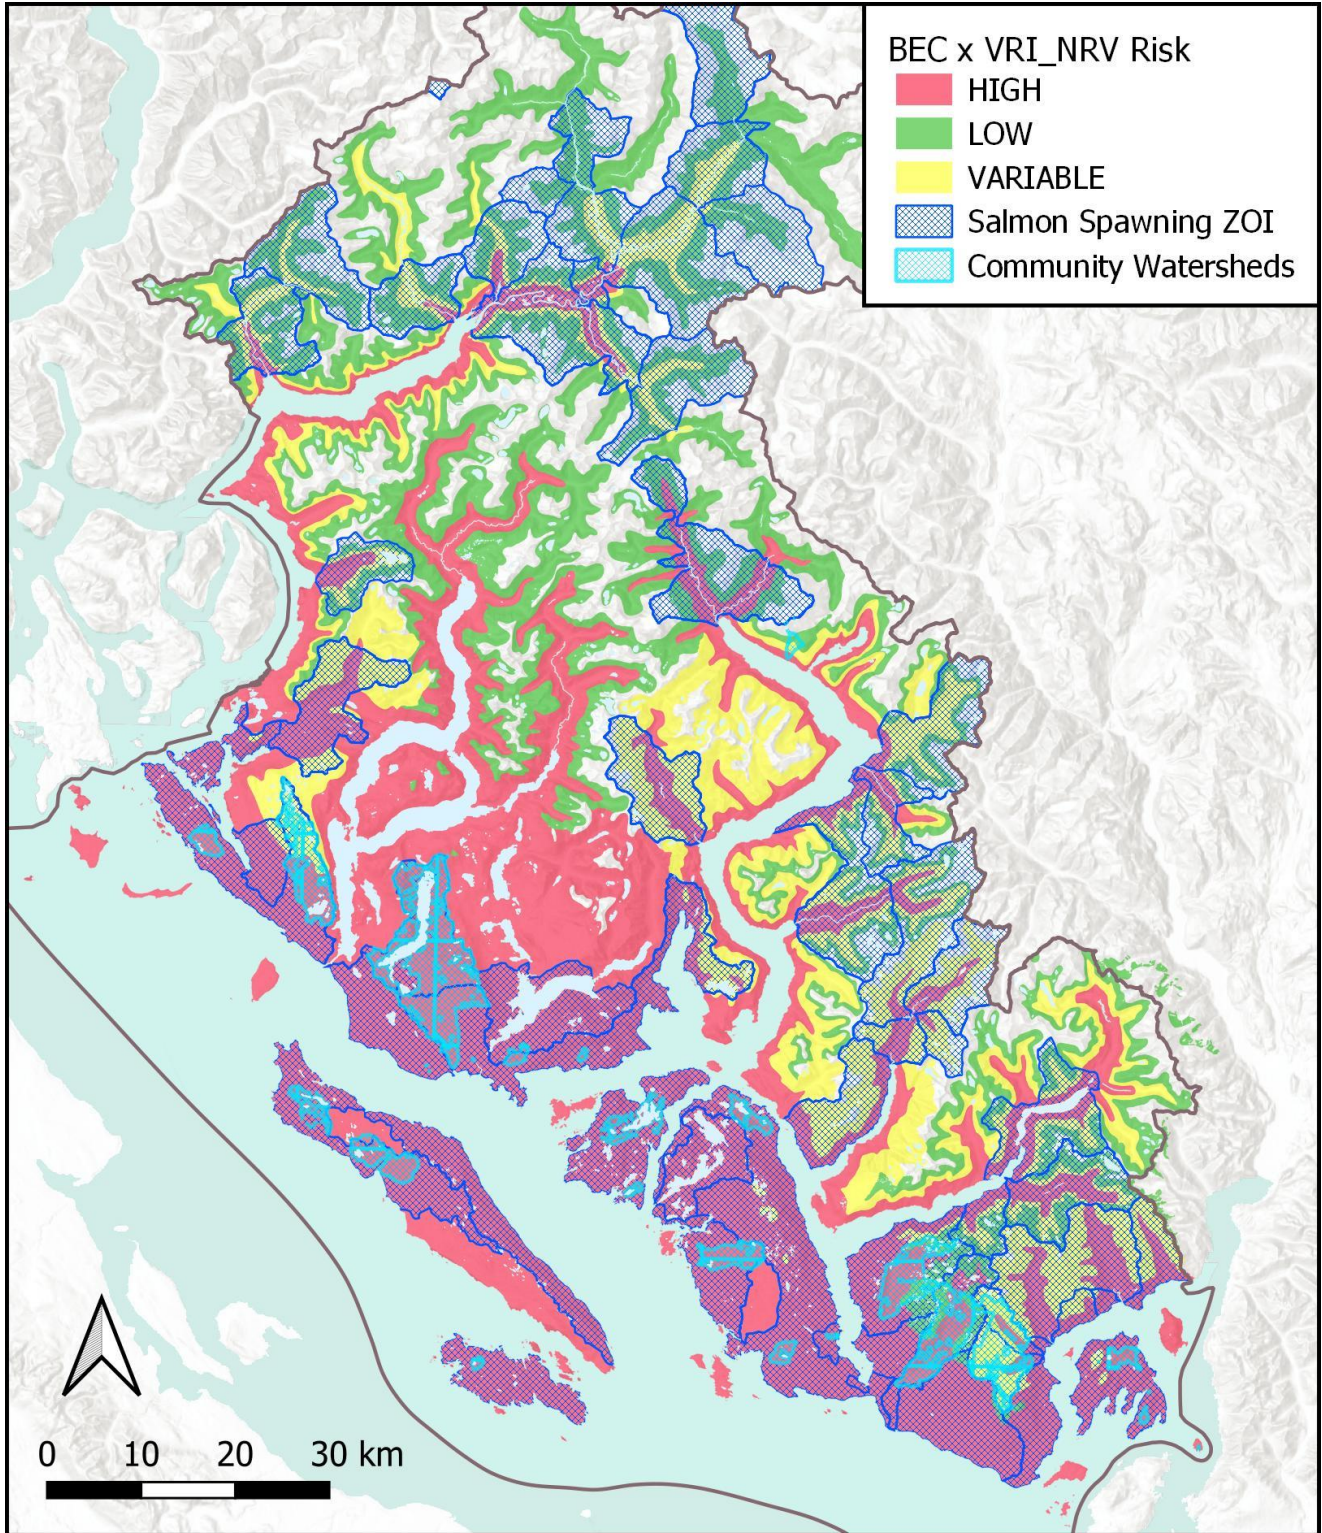 BEC x VRI_NRV Risk
HIGH
LOW
VARIABLE
Salmon Spawning ZOI
Community Watersheds
0 10 20 30 km